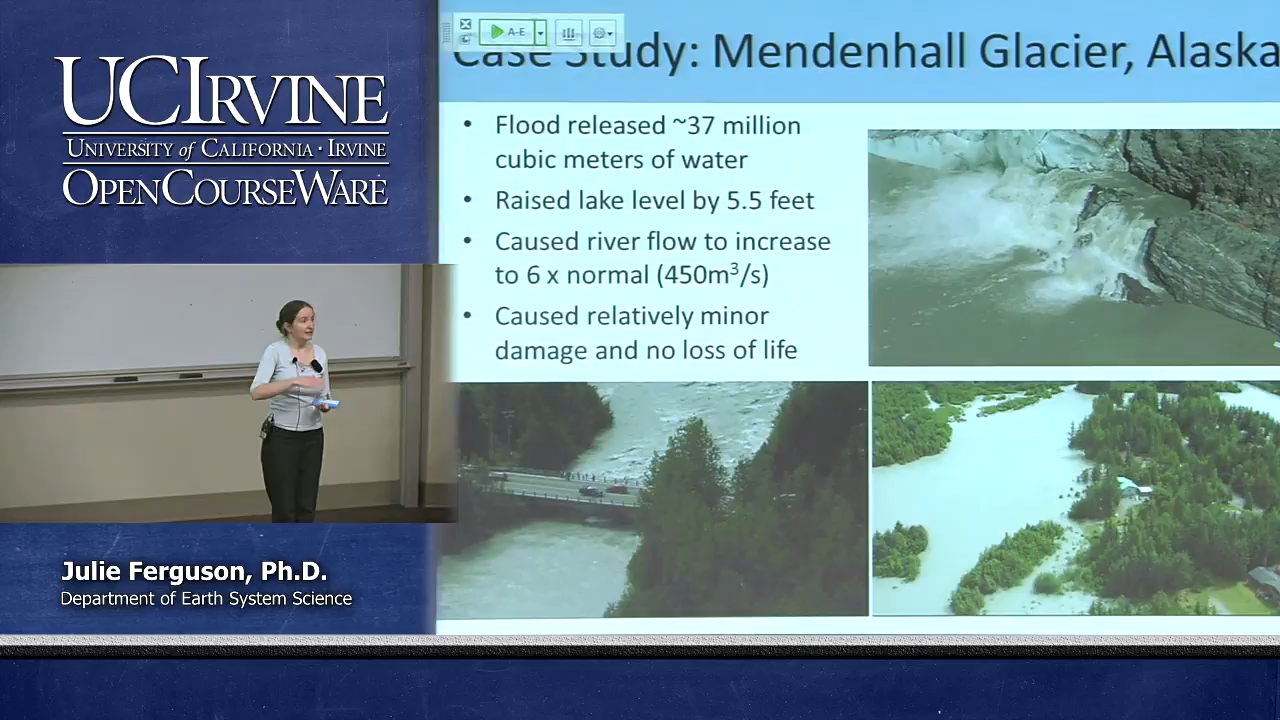 UCIRVINE
UNIVERSITY of CALIFORNIA · IRVINE
OPENCOURSEWARE
A-E
Case Study: Mendenhall Glacier, Alaska
• Flood released ~37 million
cubic meters of water
• Raised lake level by 5.5 feet
• Caused river flow to increase
to 6 x normal (450m³/s)
• Caused relatively minor
damage and no loss of life
Julie Ferguson, Ph.D.
Department of Earth System Science